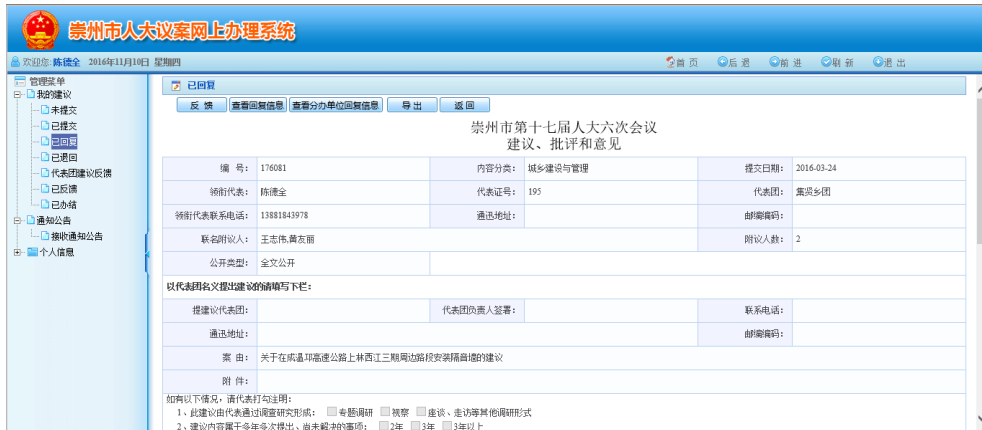 崇州市人大议案网上办理系统
欢迎您:陈德全 2016年11月10日 星期四 首 页 后 退 前 进 刷 新 退 出
管理菜单
我的建议
未提交
已提交
已回复
已退回
代表团建议反馈
已反馈
已办结
通知公告
接收通知公告
个人信息
已回复
反 馈 查看回复信息 查看分办单位回复信息 导 出 返 回
崇州市第十七届人大六次会议
建议、批评和意见
编 号: 176081 内容分类: 城乡建设与管理 提交日期: 2016-03-24
领衔代表: 陈德全 代表证号: 195 代表团: 集贤乡团
领衔代表联系电话: 13881843978 通迅地址: 邮编编码:
联名附议人: 王志伟,黄友丽 附议人数: 2
公开类型: 全文公开
以代表团名义提出建议的请填写下栏:
提建议代表团: 代表团负责人签署: 联系电话:
通迅地址: 邮编编码:
案 由: 关于在成温邛高速公路上林西江三期周边路段安装隔音墙的建议
附 件:
如有以下情况,请代表打勾注明:
1、此建议由代表通过调查研究形成: 专题调研 视察 座谈、走访等其他调研形式
2、建议内容属于多年多次提出、尚未解决的事项: 2年 3年 3年以上